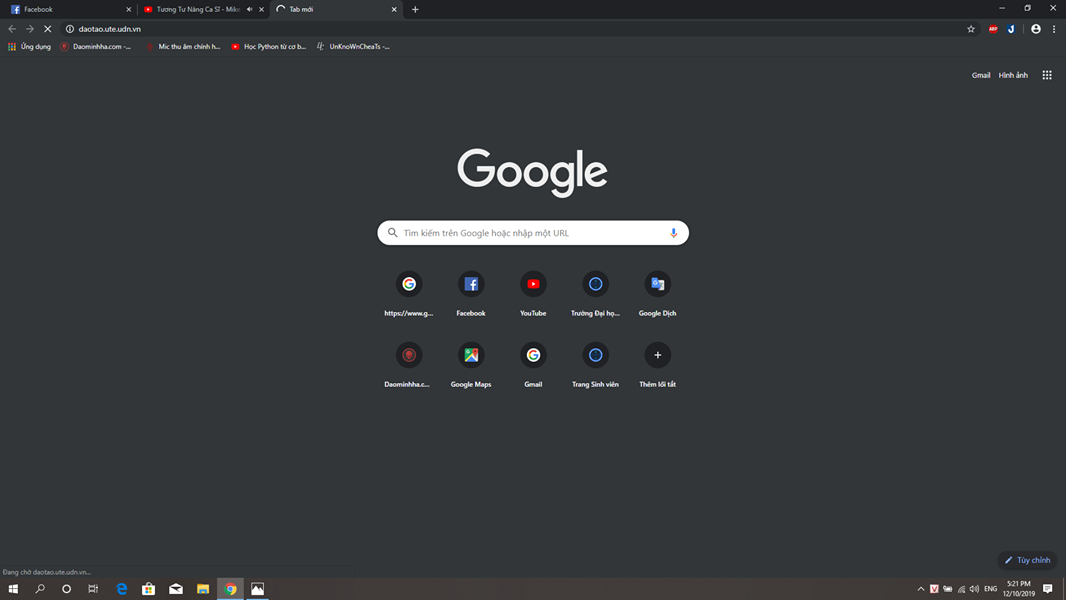 Facebook
Tương Tư Nàng Ca Sĩ - Mike
Tab mới
daotao.ute.udn.vn
ABP
Ứng dụng
Daominhha.com -...
Mic thu âm chính h...
Học Python từ cơ b...
UnKnoWnCheaTs -...
Gmail
Hình ảnh
Google
Tìm kiếm trên Google hoặc nhập một URL
https://www.g...
Facebook
YouTube
Trường Đại họ...
Google Dịch
Daominhha.c...
Google Maps
Gmail
Trang Sinh viên
Thêm lối tắt
Tùy chỉnh
Đang chờ daotao.ute.udn.vn...
ENG
5:21 PM
12/10/2019